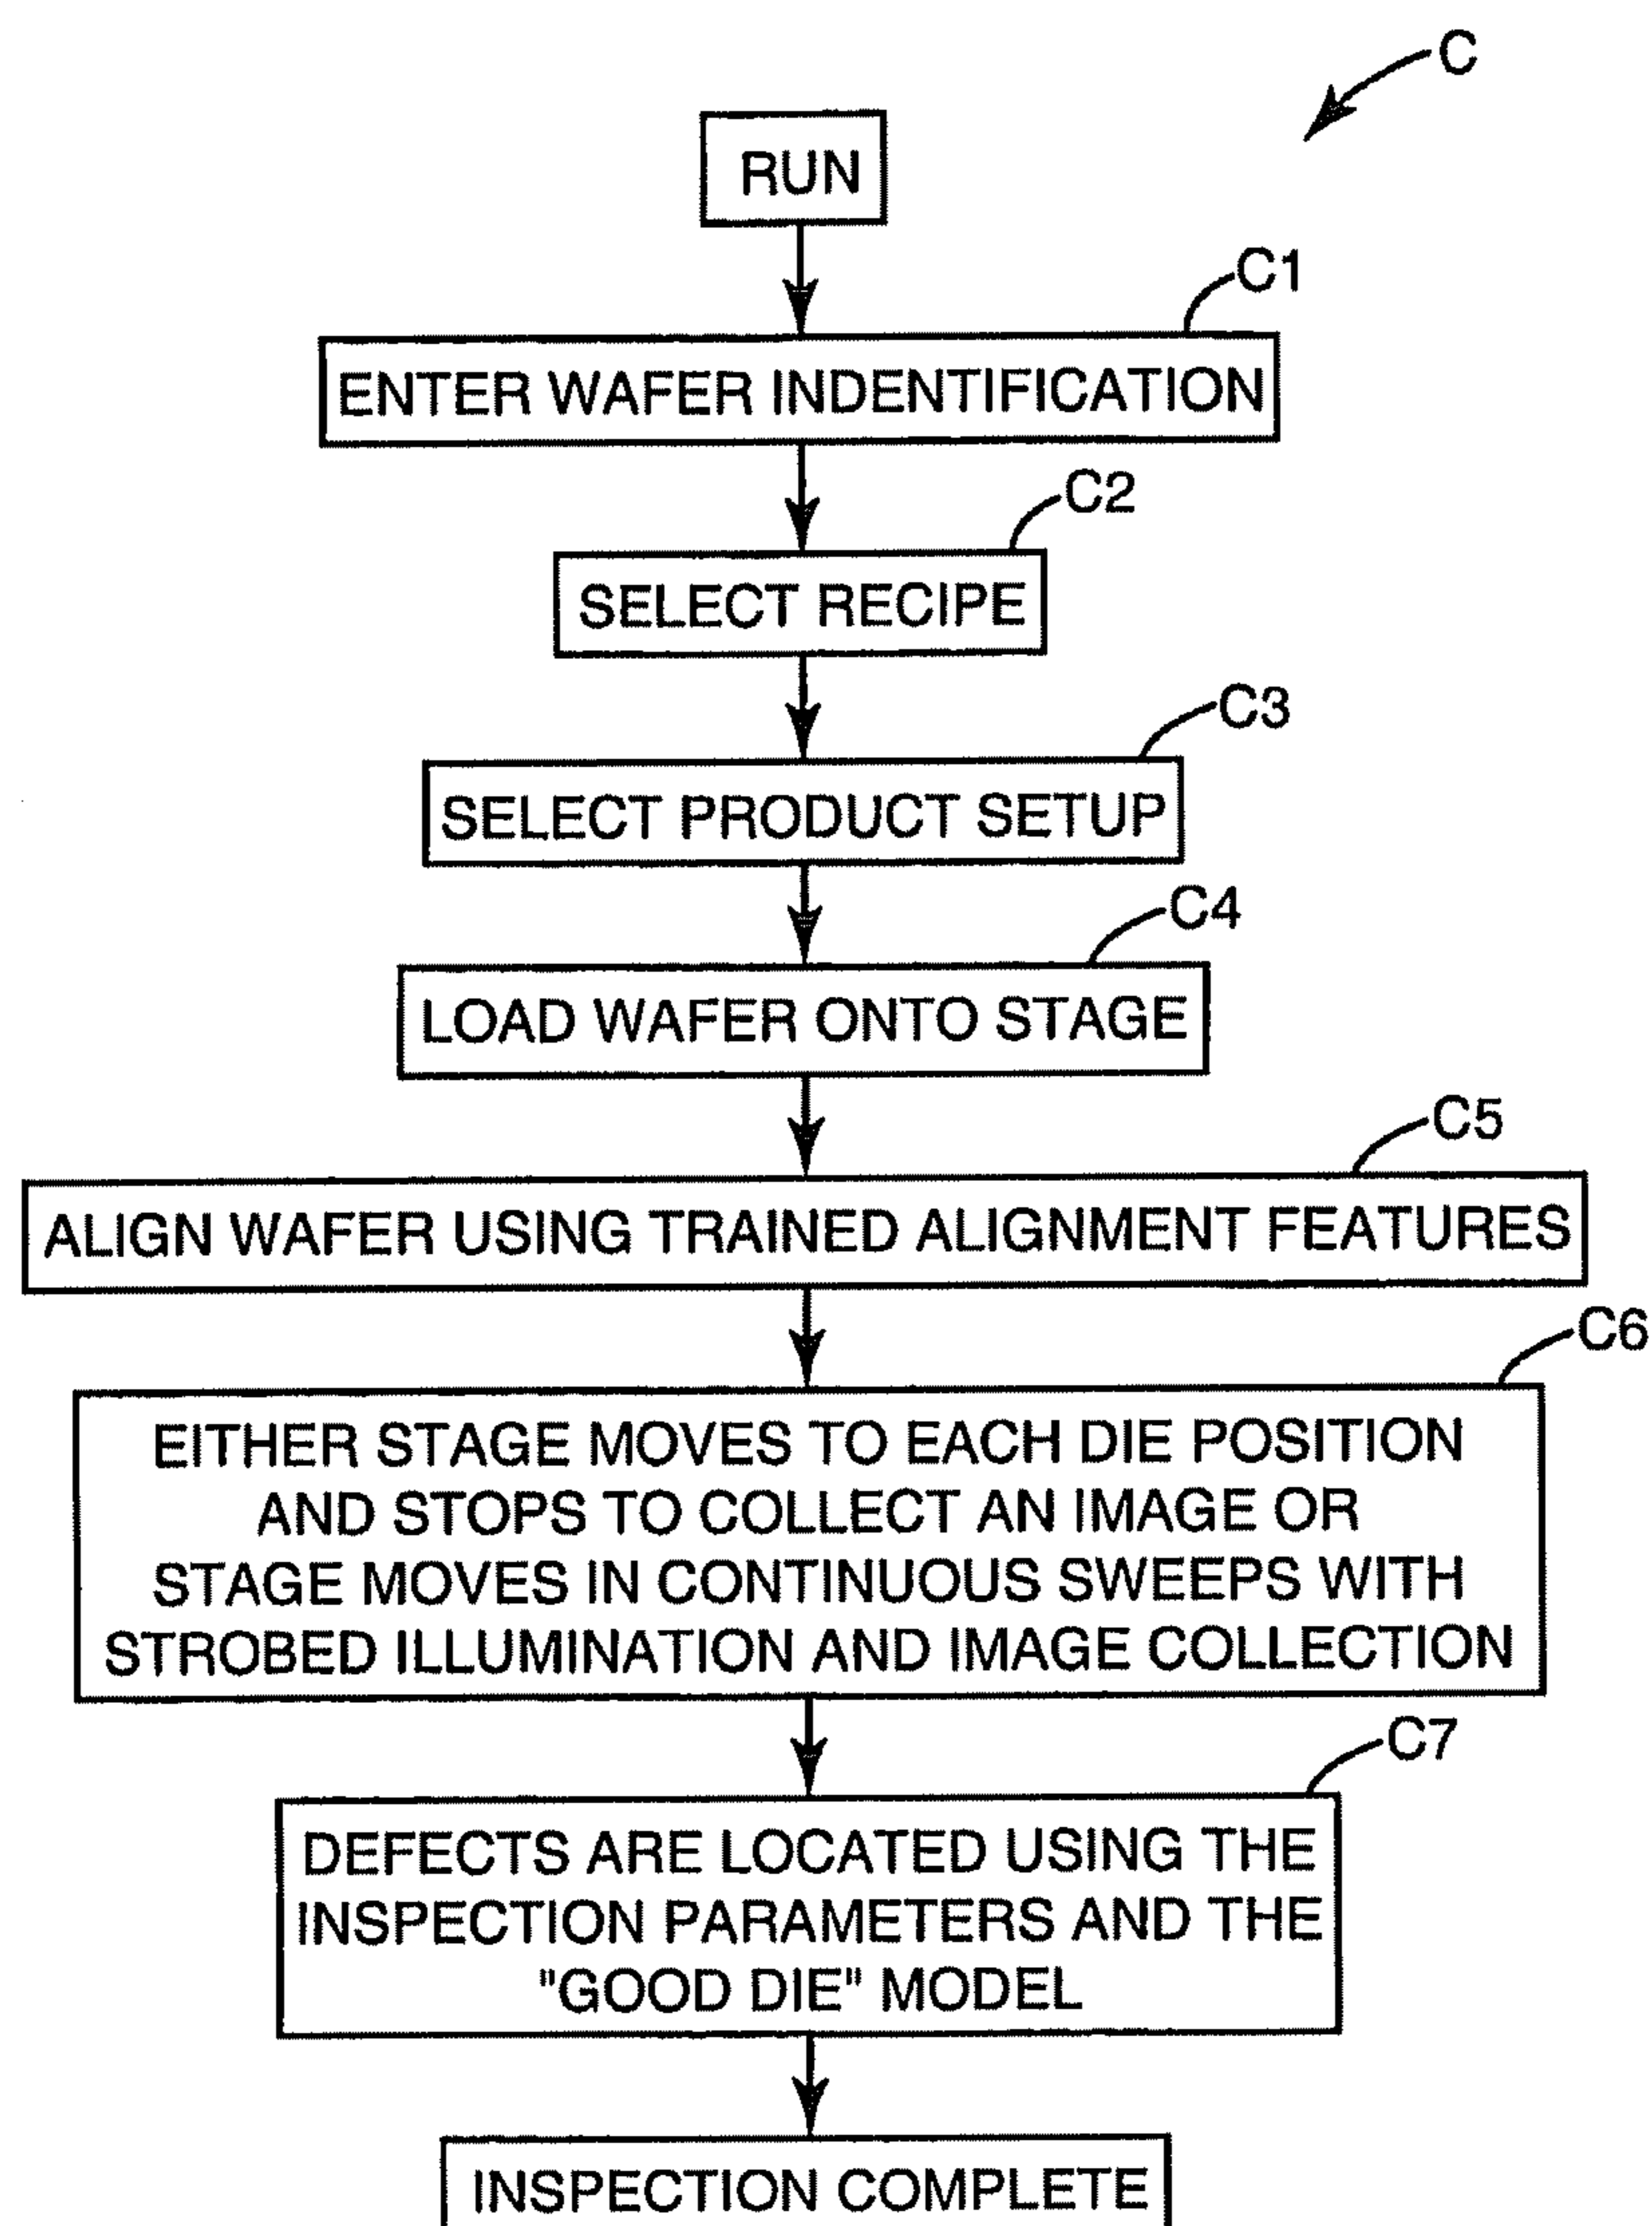 C
RUN
C1
ENTER WAFER INDENTIFICATION
C2
SELECT RECIPE
C3
SELECT PRODUCT SETUP
C4
LOAD WAFER ONTO STAGE
C5
ALIGN WAFER USING TRAINED ALIGNMENT FEATURES
C6
EITHER STAGE MOVES TO EACH DIE POSITION
AND STOPS TO COLLECT AN IMAGE OR
STAGE MOVES IN CONTINUOUS SWEEPS WITH
STROBED ILLUMINATION AND IMAGE COLLECTION
C7
DEFECTS ARE LOCATED USING THE
INSPECTION PARAMETERS AND THE
"GOOD DIE" MODEL
INSPECTION COMPLETE